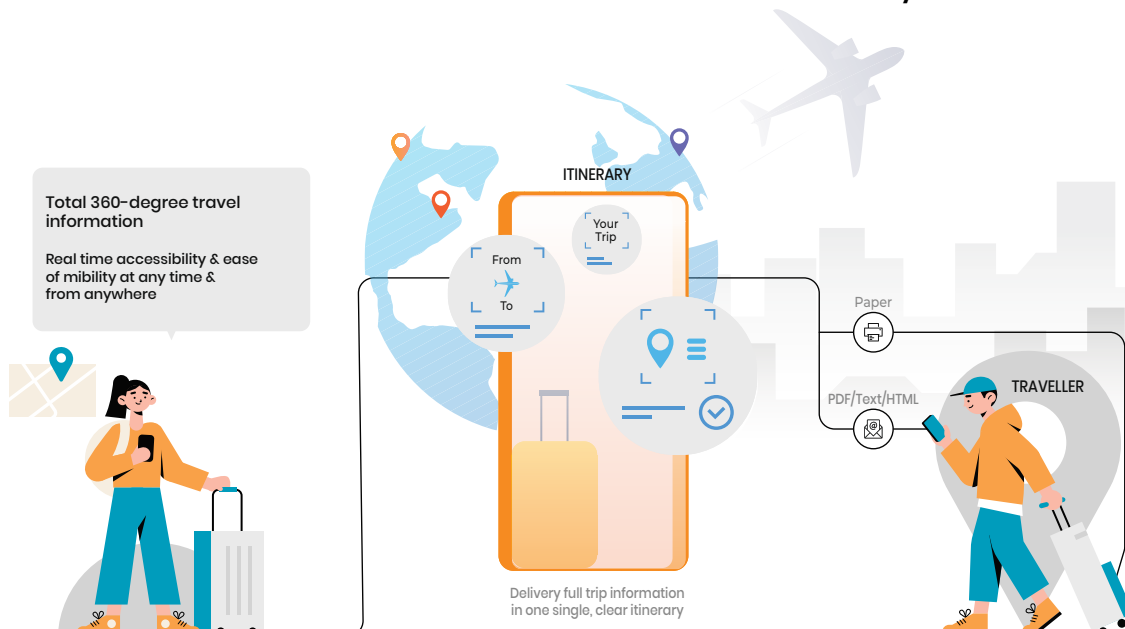 ITINERARY
Total 360-degree travel
information
Real time accessibility & ease
of mibility at any time &
from anywhere
Your
Trip
From
To
Paper
PDF/Text/HTML
TRAVELLER
Delivery full trip information
in one single, clear itinerary